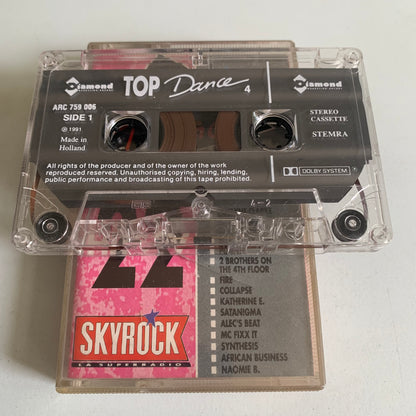 Diamond
TOP Dance 4
Diamond
ARC 759 006
SIDE 1
℗ 1991
Made in
Holland
STEREO
CASSETTE
STEMRA
All rights of the producer and of the owner of the work
reproduced reserved. Unauthorised copying, hiring, lending,
public performance and broadcasting of this tape prohibited.
DOLBY SYSTEM
4-2
22
2 BROTHERS ON
THE 4TH FLOOR
FIRE
COLLAPSE
KATHERINE E.
SATANIGMA
ALEC'S BEAT
MC FIXX IT
SYNTHESIS
AFRICAN BUSINESS
NAOMIE B.
SKYROCK
LA SUPERRADIO